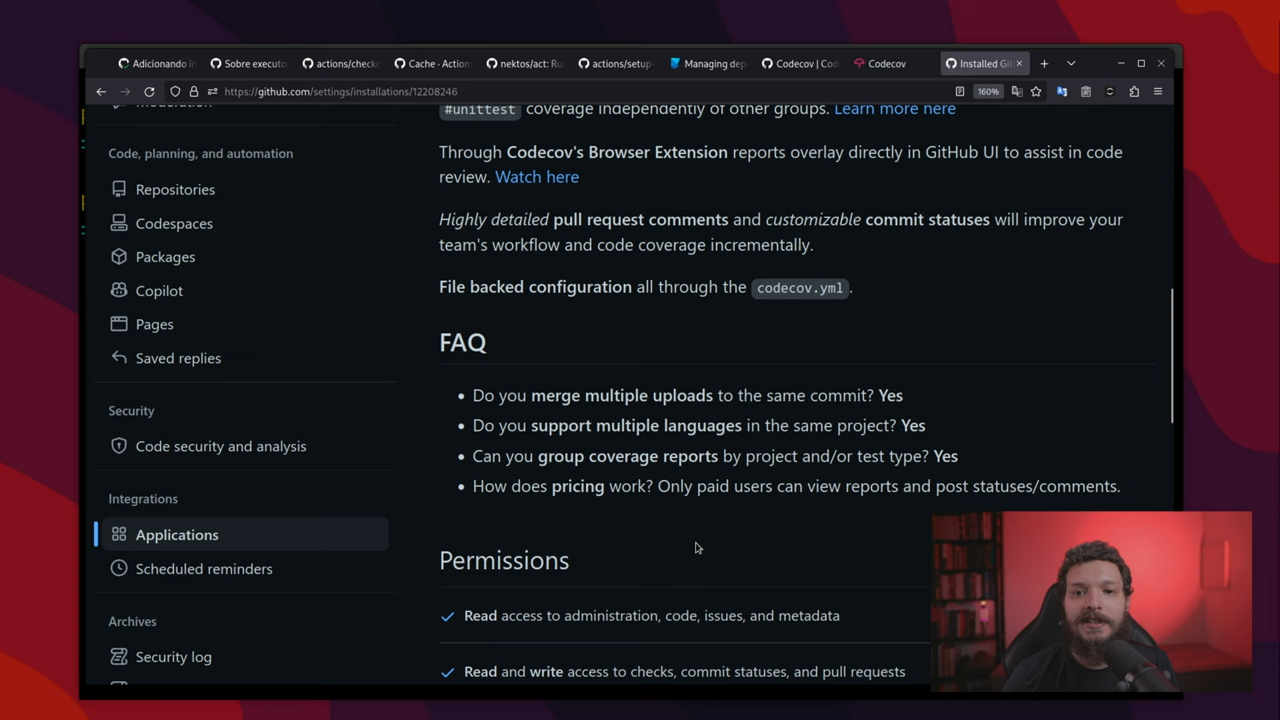 Adicionando in
Sobre executo
actions/checke
Cache · Action
nektos/act: Ru
actions/setup-
Managing dep
Codecov | Cod
Codecov
Installed Git
https://github.com/settings/installations/12208246
160%
Moderation
Code, planning, and automation
Repositories
Codespaces
Packages
Copilot
Pages
Saved replies
Security
Code security and analysis
Integrations
Applications
Scheduled reminders
Archives
Security log
#unittest coverage independently of other groups. Learn more here
Through Codecov's Browser Extension reports overlay directly in GitHub UI to assist in code
review. Watch here
Highly detailed pull request comments and customizable commit statuses will improve your
team's workflow and code coverage incrementally.
File backed configuration all through the codecov.yml.
FAQ
• Do you merge multiple uploads to the same commit? Yes
• Do you support multiple languages in the same project? Yes
• Can you group coverage reports by project and/or test type? Yes
• How does pricing work? Only paid users can view reports and post statuses/comments.
Permissions
Read access to administration, code, issues, and metadata
Read and write access to checks, commit statuses, and pull requests